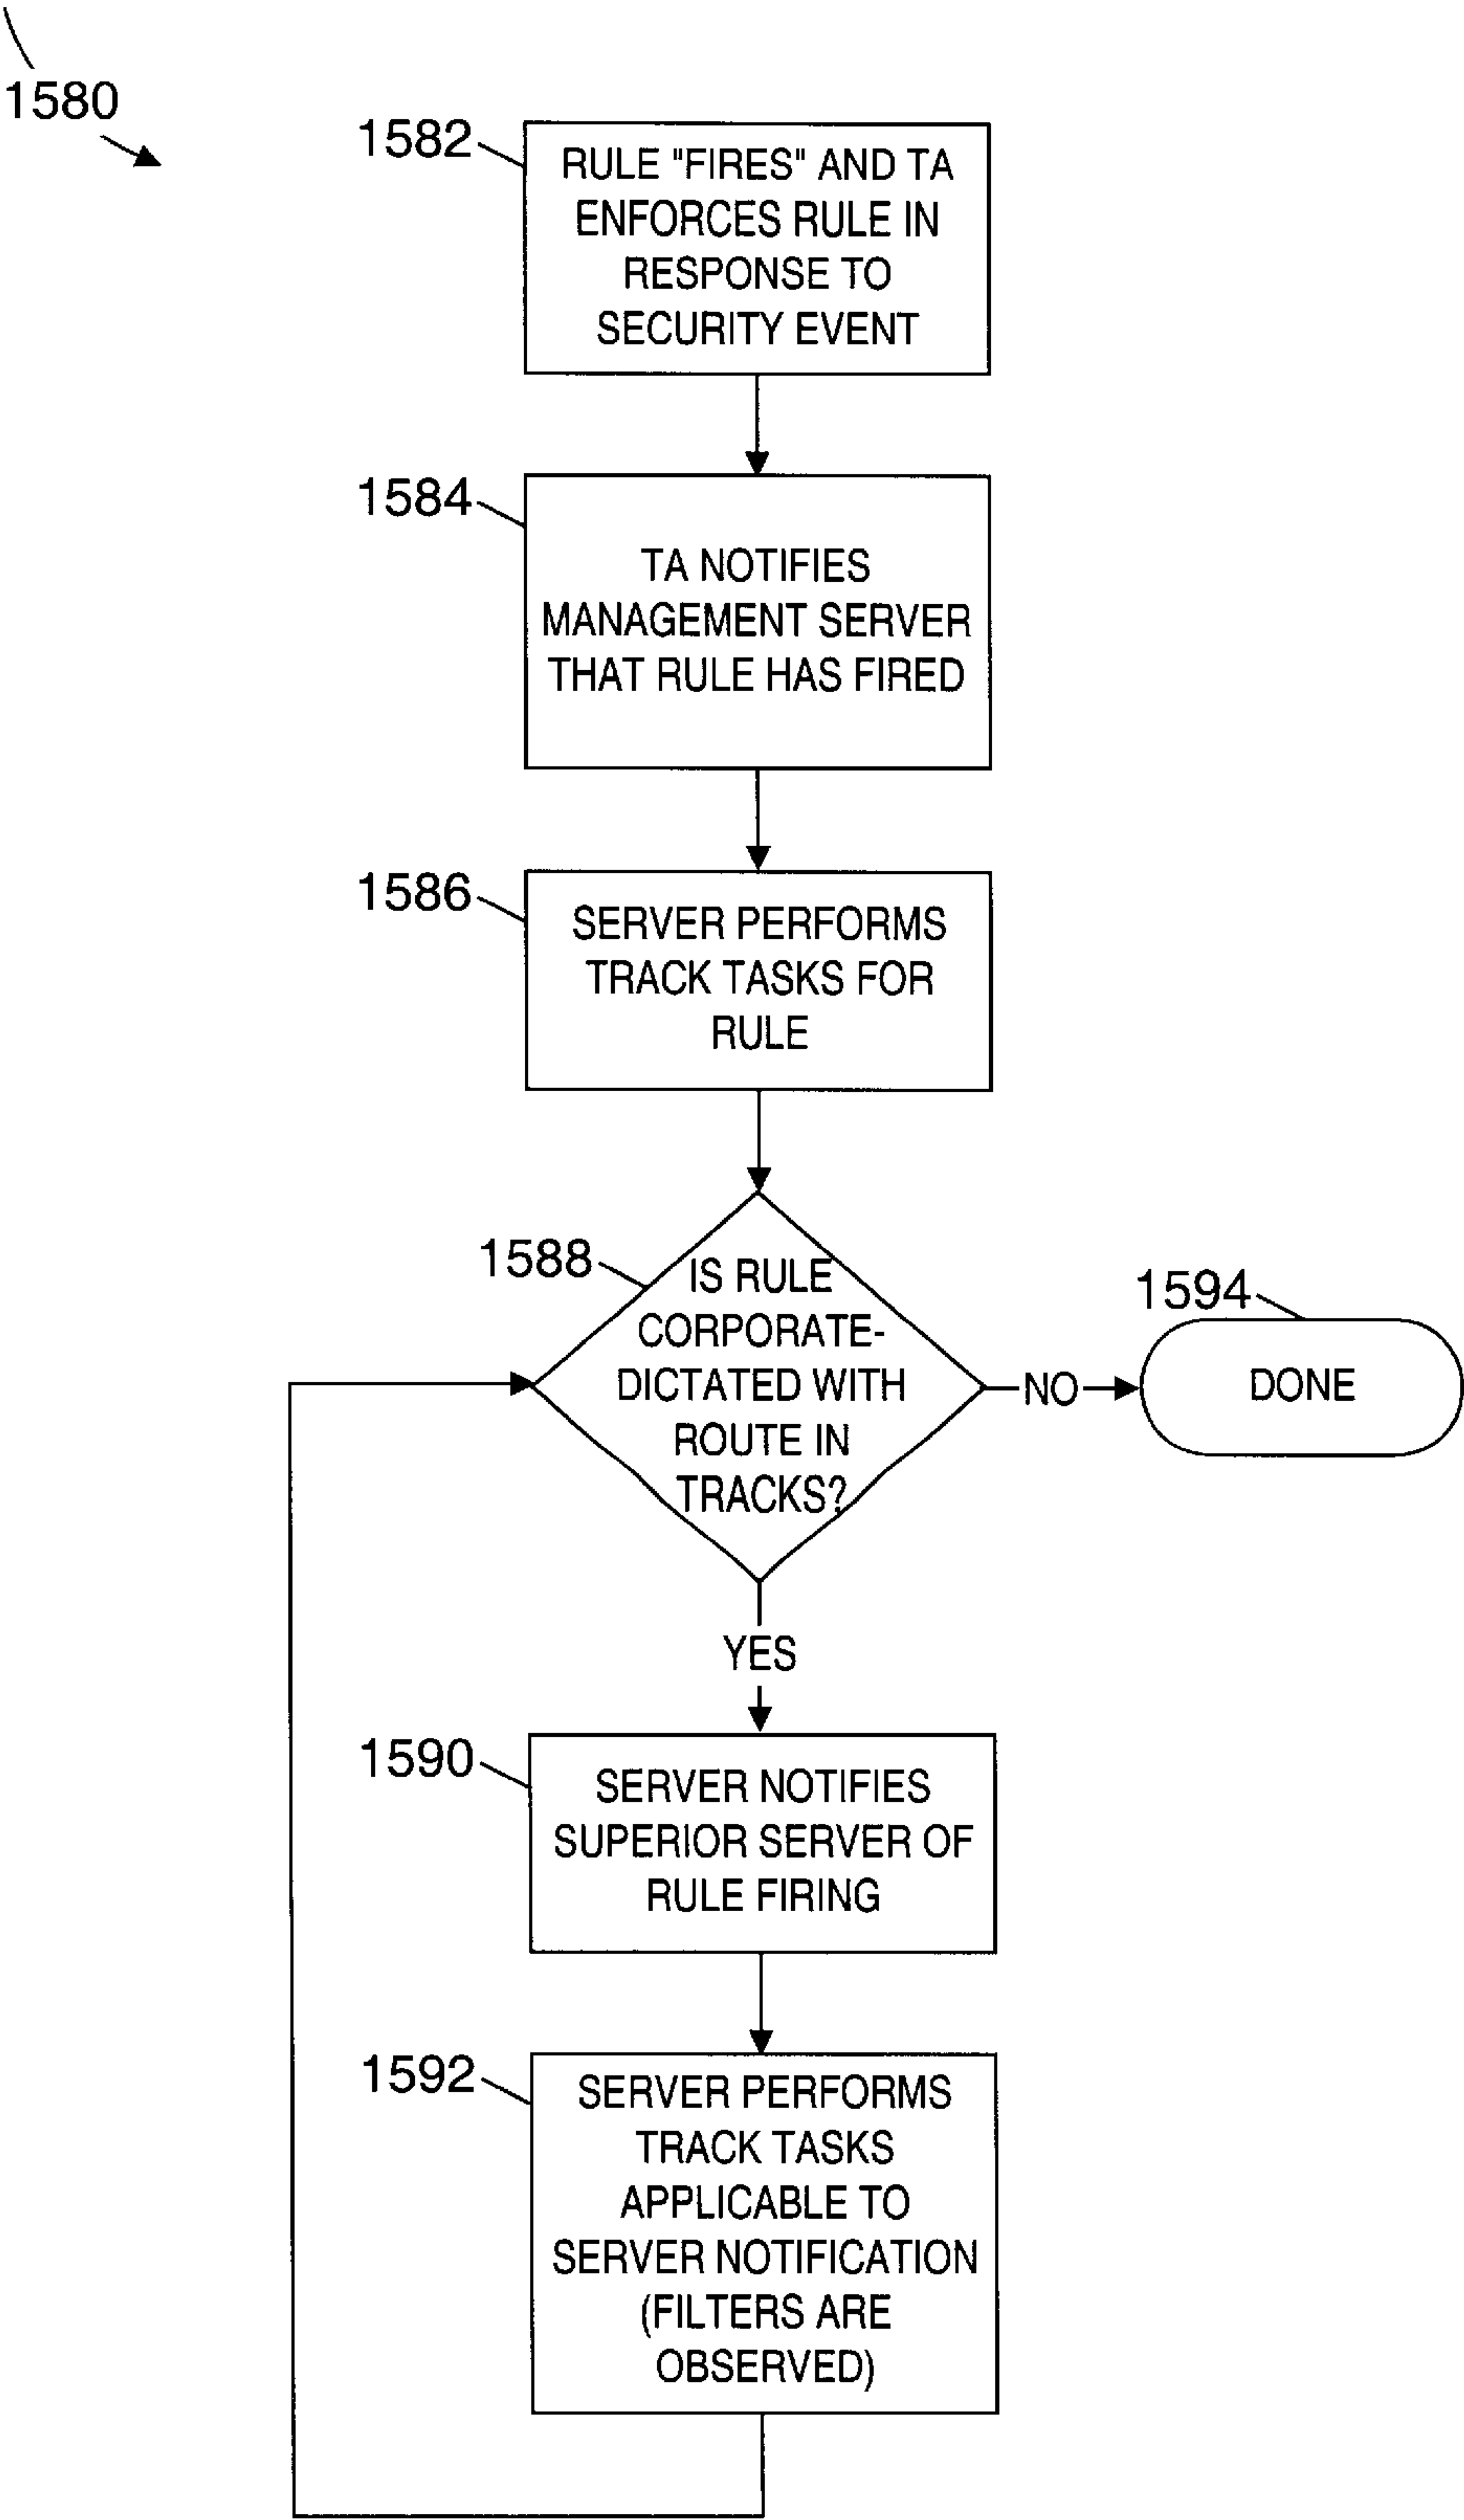 1580
1582
RULE "FIRES" AND TA
ENFORCES RULE IN
RESPONSE TO
SECURITY EVENT
1584
TA NOTIFIES
MANAGEMENT SERVER
THAT RULE HAS FIRED
1586
SERVER PERFORMS
TRACK TASKS FOR
RULE
1588
IS RULE
CORPORATE-
DICTATED WITH
ROUTE IN
TRACKS?
NO
1594
DONE
YES
1590
SERVER NOTIFIES
SUPERIOR SERVER OF
RULE FIRING
1592
SERVER PERFORMS
TRACK TASKS
APPLICABLE TO
SERVER NOTIFICATION
(FILTERS ARE
OBSERVED)